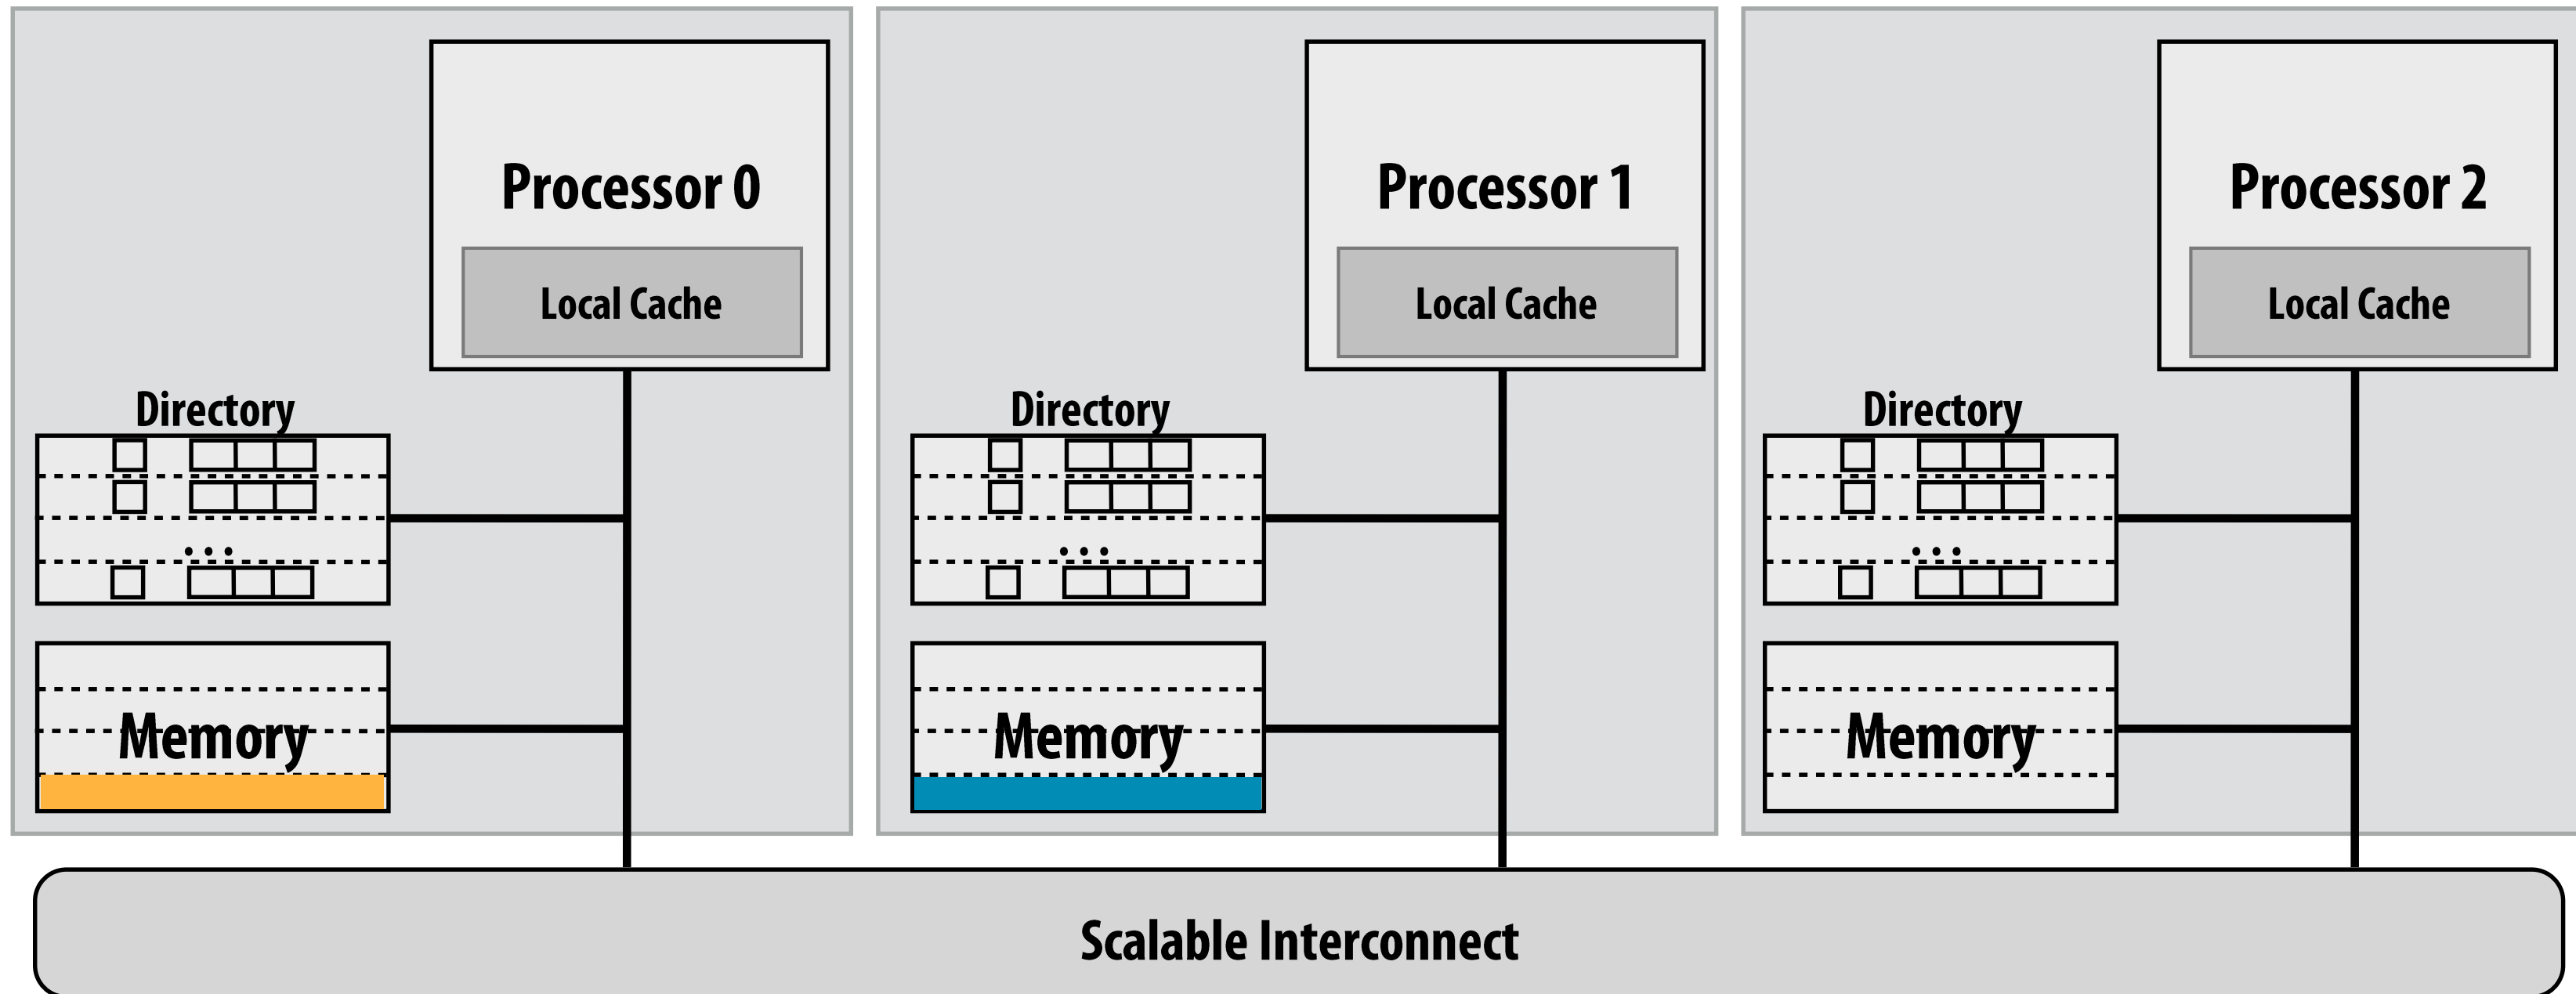 Processor 0
Processor 1
Processor 2
Local Cache
Local Cache
Local Cache
Directory
Directory
Directory
...
...
...
Memory
Memory
Memory
Scalable Interconnect